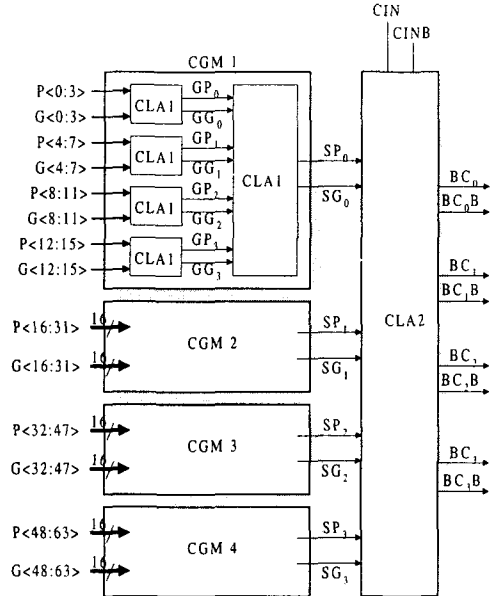 CIN
CINB
CGM 1
P<0:3>
G<0:3>
CLA1
GP0
GG0
P<4:7>
G<4:7>
CLA1
GP1
GG1
P<8:11>
G<8:11>
CLA1
GP2
GG2
P<12:15>
G<12:15>
CLA1
GP3
GG3
CLA1
SP0
SG0
P<16:31>
16
G<16:31>
16
CGM 2
SP1
SG1
P<32:47>
16
G<32:47>
16
CGM 3
SP2
SG2
P<48:63>
16
G<48:63>
16
CGM 4
SP3
SG3
CLA2
BC0
BC0B
BC1
BC1B
BC2
BC2B
BC3
BC3B